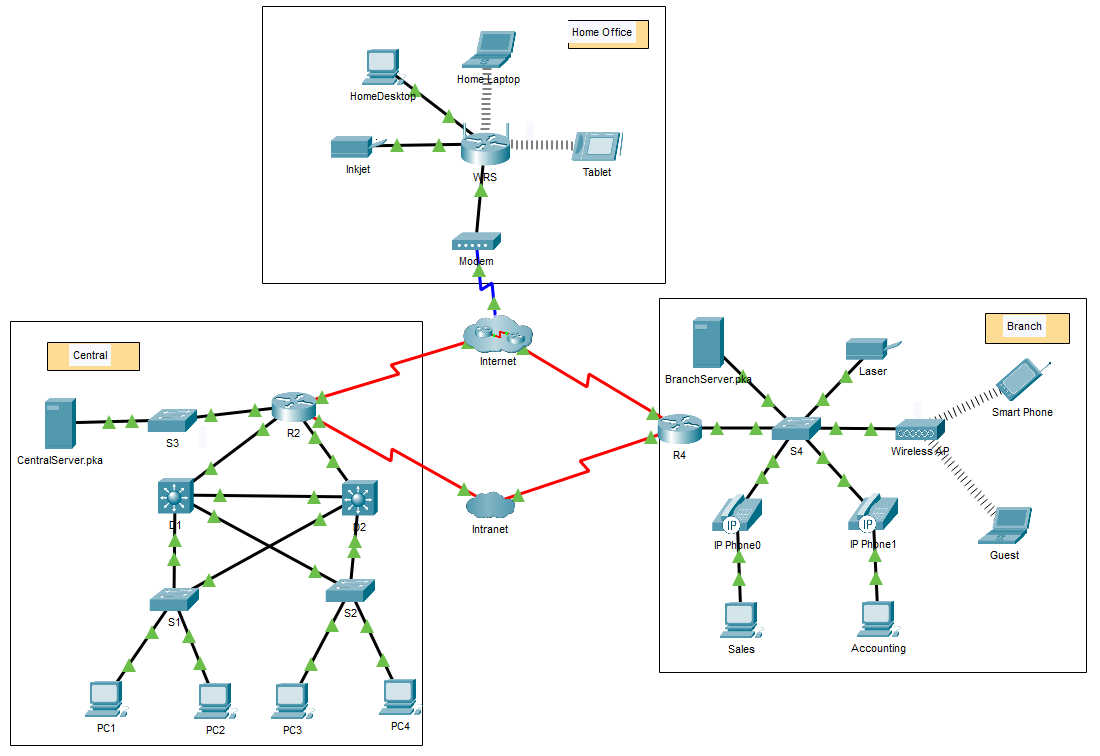 Home Office
Home Laptop
HomeDesktop
Inkjet
WRS
Tablet
Modem
Internet
Central
CentralServer.pka
S3
R2
D1
D2
S1
S2
PC1
PC2
PC3
PC4
Intranet
Branch
BranchServer.pka
Laser
Smart Phone
R4
S4
Wireless AP
IP
IP Phone0
IP
IP Phone1
Guest
Sales
Accounting